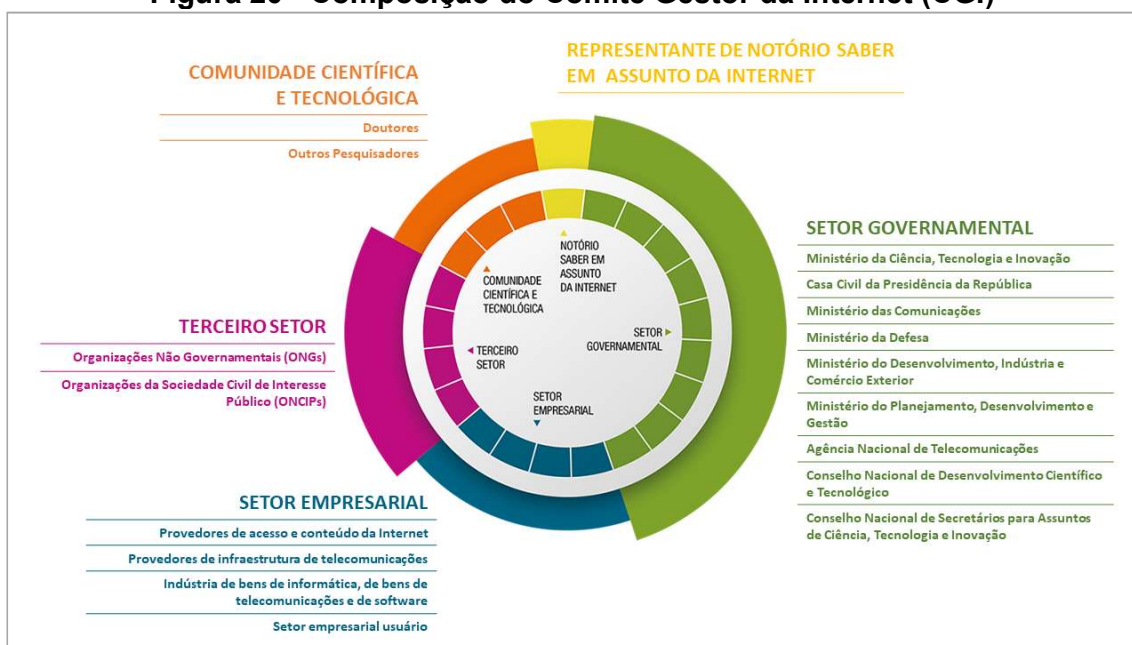 Figura 20 - Composição do Comitê Gestor da Internet (CGI)
REPRESENTANTE DE NOTÓRIO SABER
EM ASSUNTO DA INTERNET
COMUNIDADE CIENTÍFICA
E TECNOLÓGICA
Doutores
Outros Pesquisadores
NOTÓRIO
SABER EM
ASSUNTO
DA INTERNET
COMUNIDADE
CIENTÍFICA E
TECNOLÓGICA
SETOR
GOVERNAMENTAL
TERCEIRO
SETOR
SETOR
EMPRESARIAL
SETOR GOVERNAMENTAL
Ministério da Ciência, Tecnologia e Inovação
Casa Civil da Presidência da República
Ministério das Comunicações
Ministério da Defesa
Ministério do Desenvolvimento, Indústria e
Comércio Exterior
Ministério do Planejamento, Desenvolvimento e
Gestão
Agência Nacional de Telecomunicações
Conselho Nacional de Desenvolvimento Científico
e Tecnológico
Conselho Nacional de Secretários para Assuntos
de Ciência, Tecnologia e Inovação
TERCEIRO SETOR
Organizações Não Governamentais (ONGs)
Organizações da Sociedade Civil de Interesse
Público (ONCIPs)
SETOR EMPRESARIAL
Provedores de acesso e conteúdo da Internet
Provedores de infraestrutura de telecomunicações
Indústria de bens de informática, de bens de
telecomunicações e de software
Setor empresarial usuário